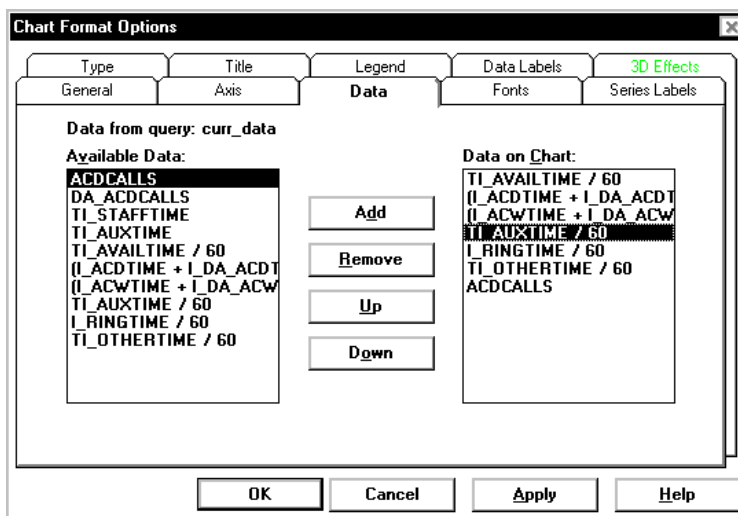 Chart Format Options
Type Title Legend Data Labels 3D Effects
General Axis Data Fonts Series Labels
Data from query: curr_data
Available Data:
ACDCALLS
DA_ACDCALLS
TI_STAFFTIME
TI_AUXTIME
TI_AVAILTIME / 60
(I_ACDTIME + I_DA_ACDT
(I_ACWTIME + I_DA_ACW
TI_AUXTIME / 60
I_RINGTIME / 60
TI_OTHERTIME / 60
Add
Remove
Up
Down
Data on Chart:
TI_AVAILTIME / 60
(I_ACDTIME + I_DA_ACDT
(I_ACWTIME + I_DA_ACW
TI_AUXTIME / 60
I_RINGTIME / 60
TI_OTHERTIME / 60
ACDCALLS
OK Cancel Apply Help